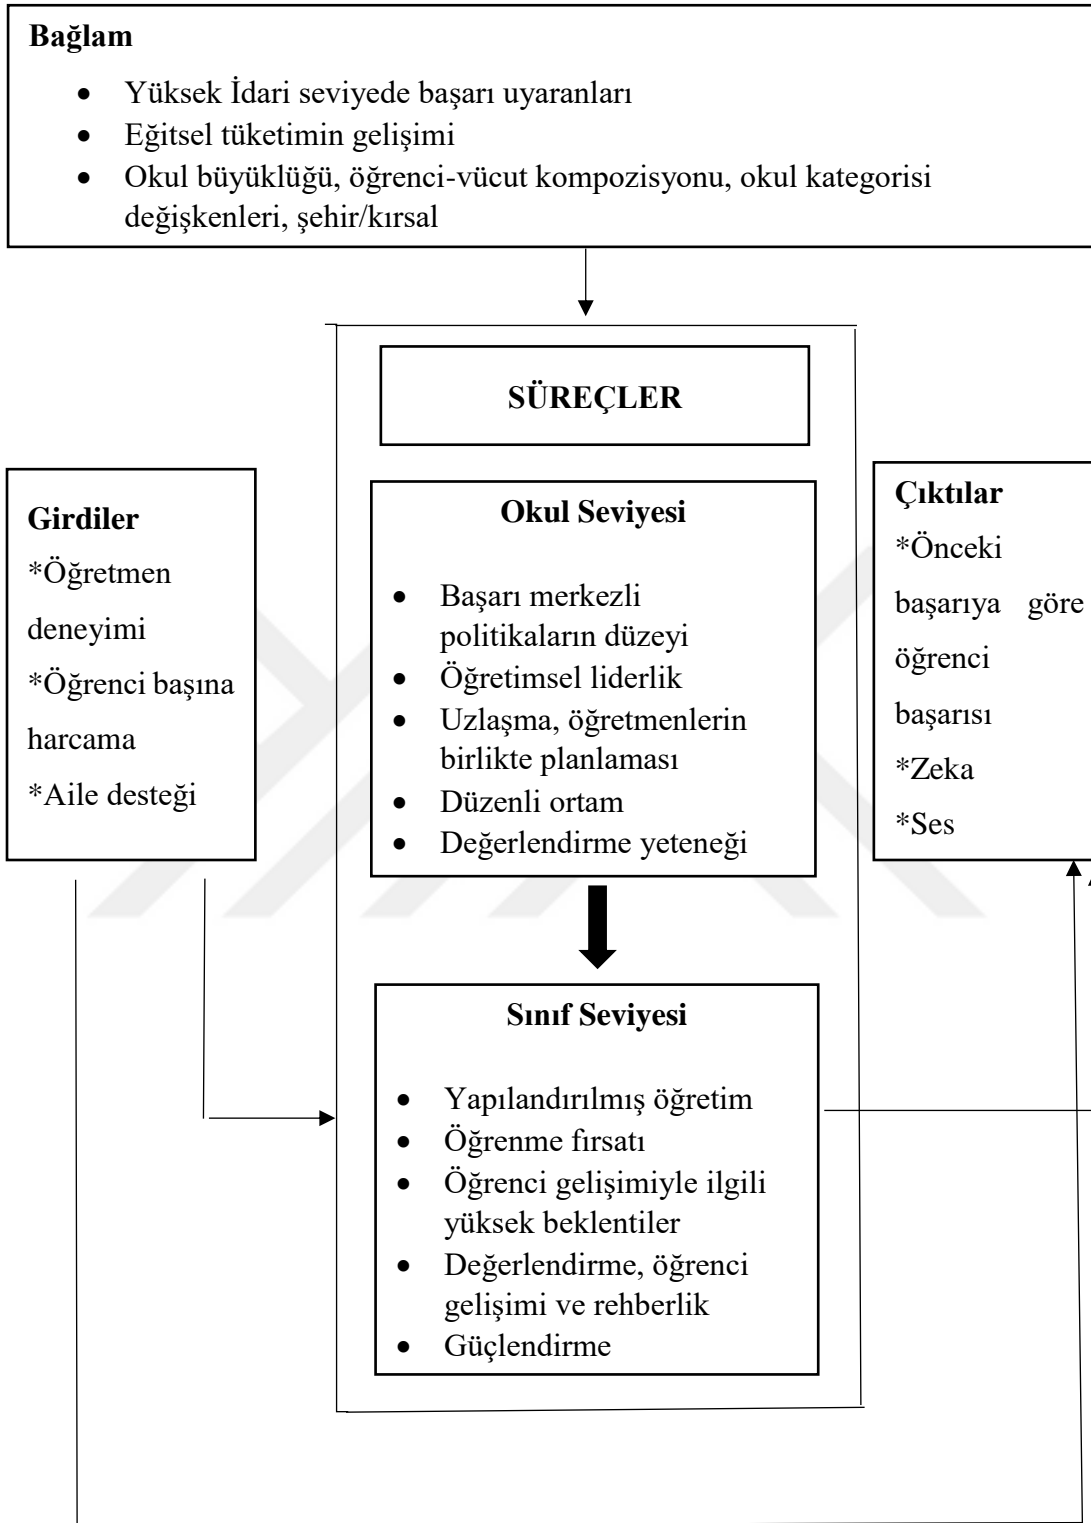 Bağlam
• Yüksek İdari seviyede başarı uyaranları
• Eğitsel tüketimin gelişimi
• Okul büyüklüğü, öğrenci-vücut kompozisyonu, okul kategorisi
değişkenleri, şehir/kırsal
SÜREÇLER
Girdiler
*Öğretmen
deneyimi
*Öğrenci başına
harcama
*Aile desteği
Okul Seviyesi
• Başarı merkezli
politikaların düzeyi
• Öğretimsel liderlik
• Uzlaşma, öğretmenlerin
birlikte planlaması
• Düzenli ortam
• Değerlendirme yeteneği
Çıktılar
*Önceki
başarıya göre
öğrenci
başarısı
*Zeka
*Ses
Sınıf Seviyesi
• Yapılandırılmış öğretim
• Öğrenme fırsatı
• Öğrenci gelişimiyle ilgili
yüksek beklentiler
• Değerlendirme, öğrenci
gelişimi ve rehberlik
• Güçlendirme